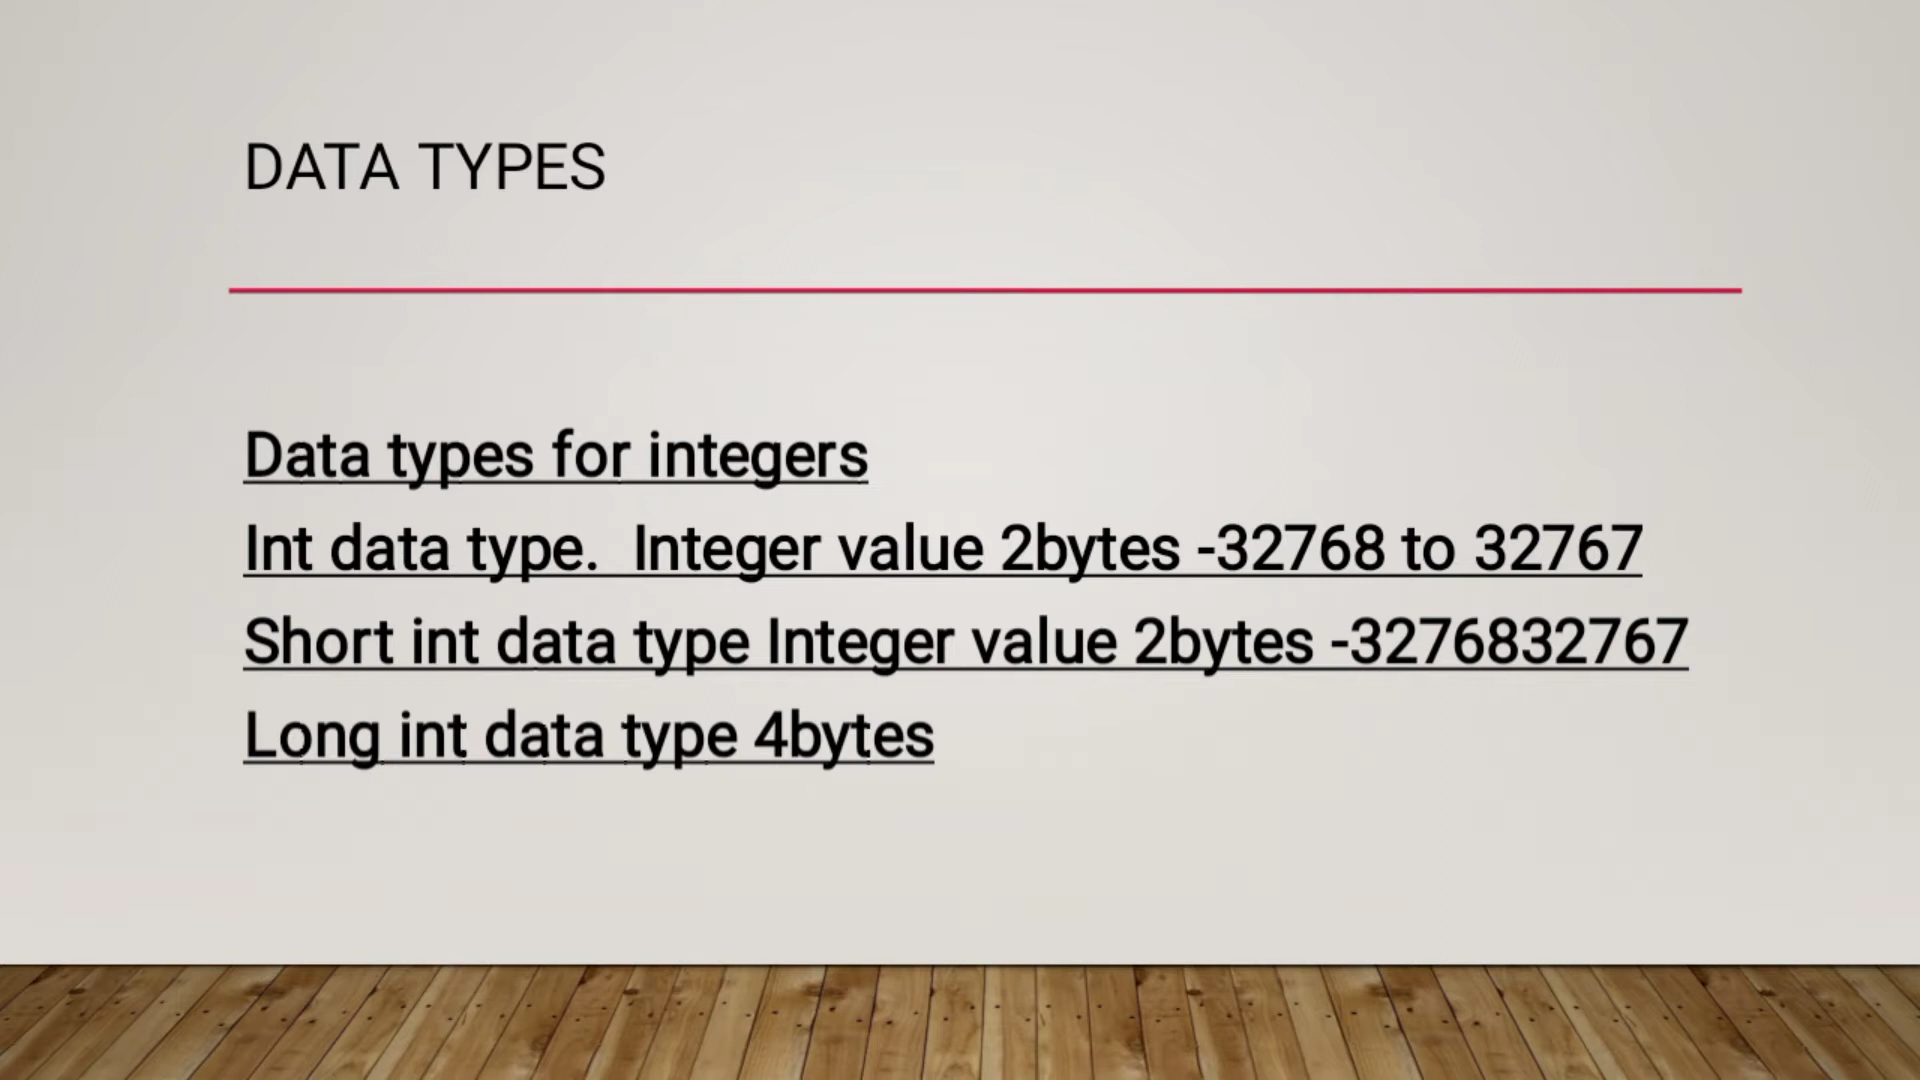 DATA TYPES
Data types for integers
Int data type.  Integer value 2bytes -32768 to 32767
Short int data type Integer value 2bytes -3276832767
Long int data type 4bytes